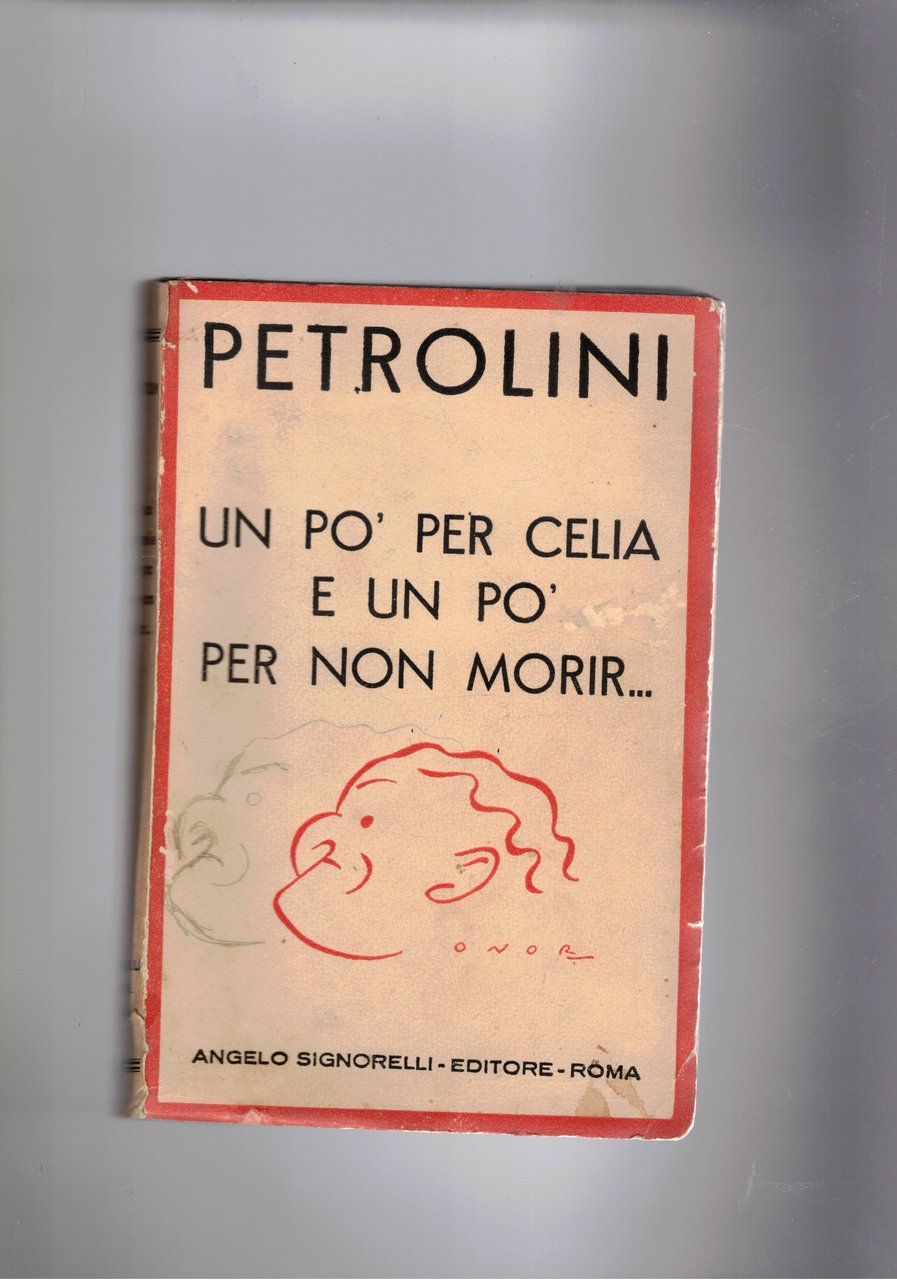 PETROLINI
UN PO' PER CELIA
E UN PO'
PER NON MORIR...
ONOR
ANGELO SIGNORELLI - EDITORE - ROMA